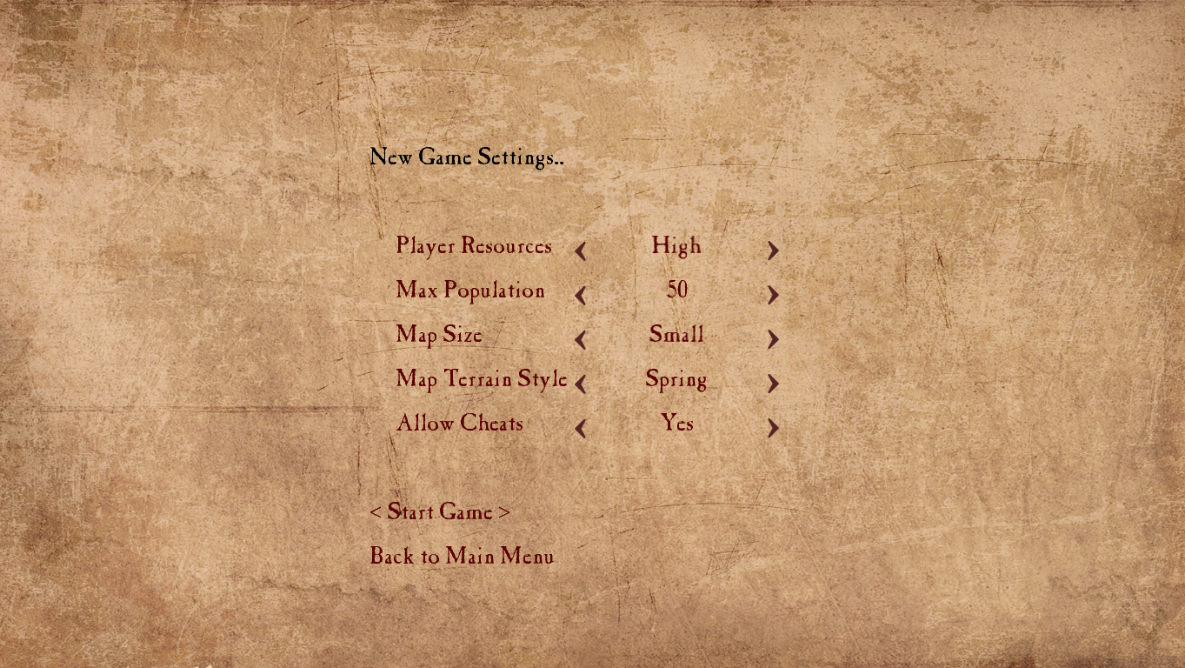 New Game Settings..
Player Resources < High >
Max Population < 50 >
Map Size < Small >
Map Terrain Style < Spring >
Allow Cheats < Yes >
< Start Game >
Back to Main Menu